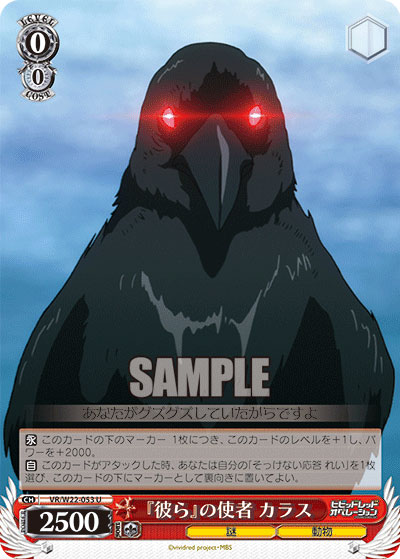 LEVEL
0
0
COST
SAMPLE
あなたがグズグズしていたからですよ
永 このカードの下のマーカー1枚につき、このカードのレベルを+1し、パ
ワーを+2000。
自 このカードがアタックした時、あなたは自分の「そっけない応答 れい」を1枚
選び、このカードの下にマーカーとして裏向きに置いてよい。
CH VR/W22-053 U
2500
『彼ら』の使者 カラス
ビビッドレッド
オペレーション
謎
動物
©vividred project・MBS